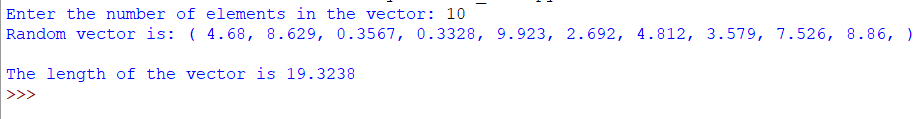 Enter the number of elements in the vector: 10
Random vector is: ( 4.68, 8.629, 0.3567, 0.3328, 9.923, 2.692, 4.812, 3.579, 7.526, 8.86, )
The length of the vector is 19.3238
>>>